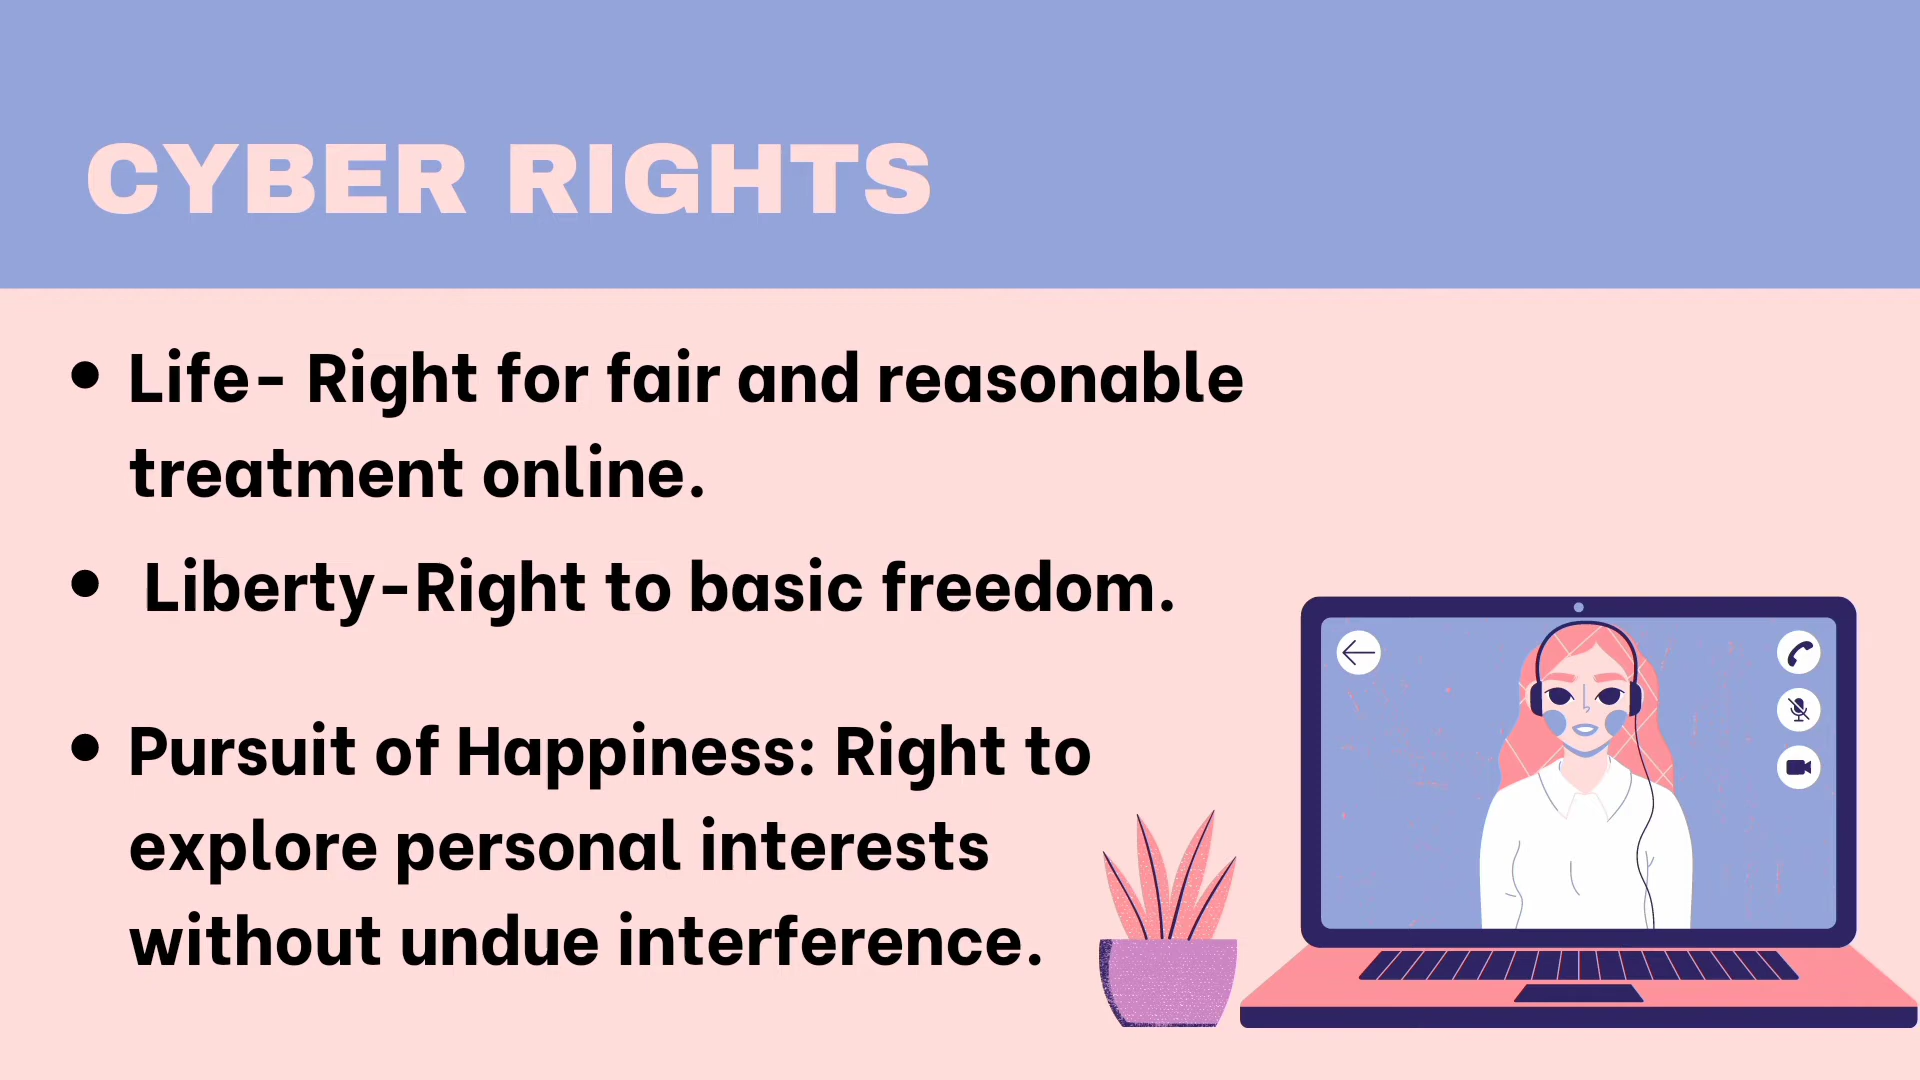 CYBER RIGHTS
• Life- Right for fair and reasonable
treatment online.
• Liberty-Right to basic freedom.
• Pursuit of Happiness: Right to
explore personal interests
without undue interference.